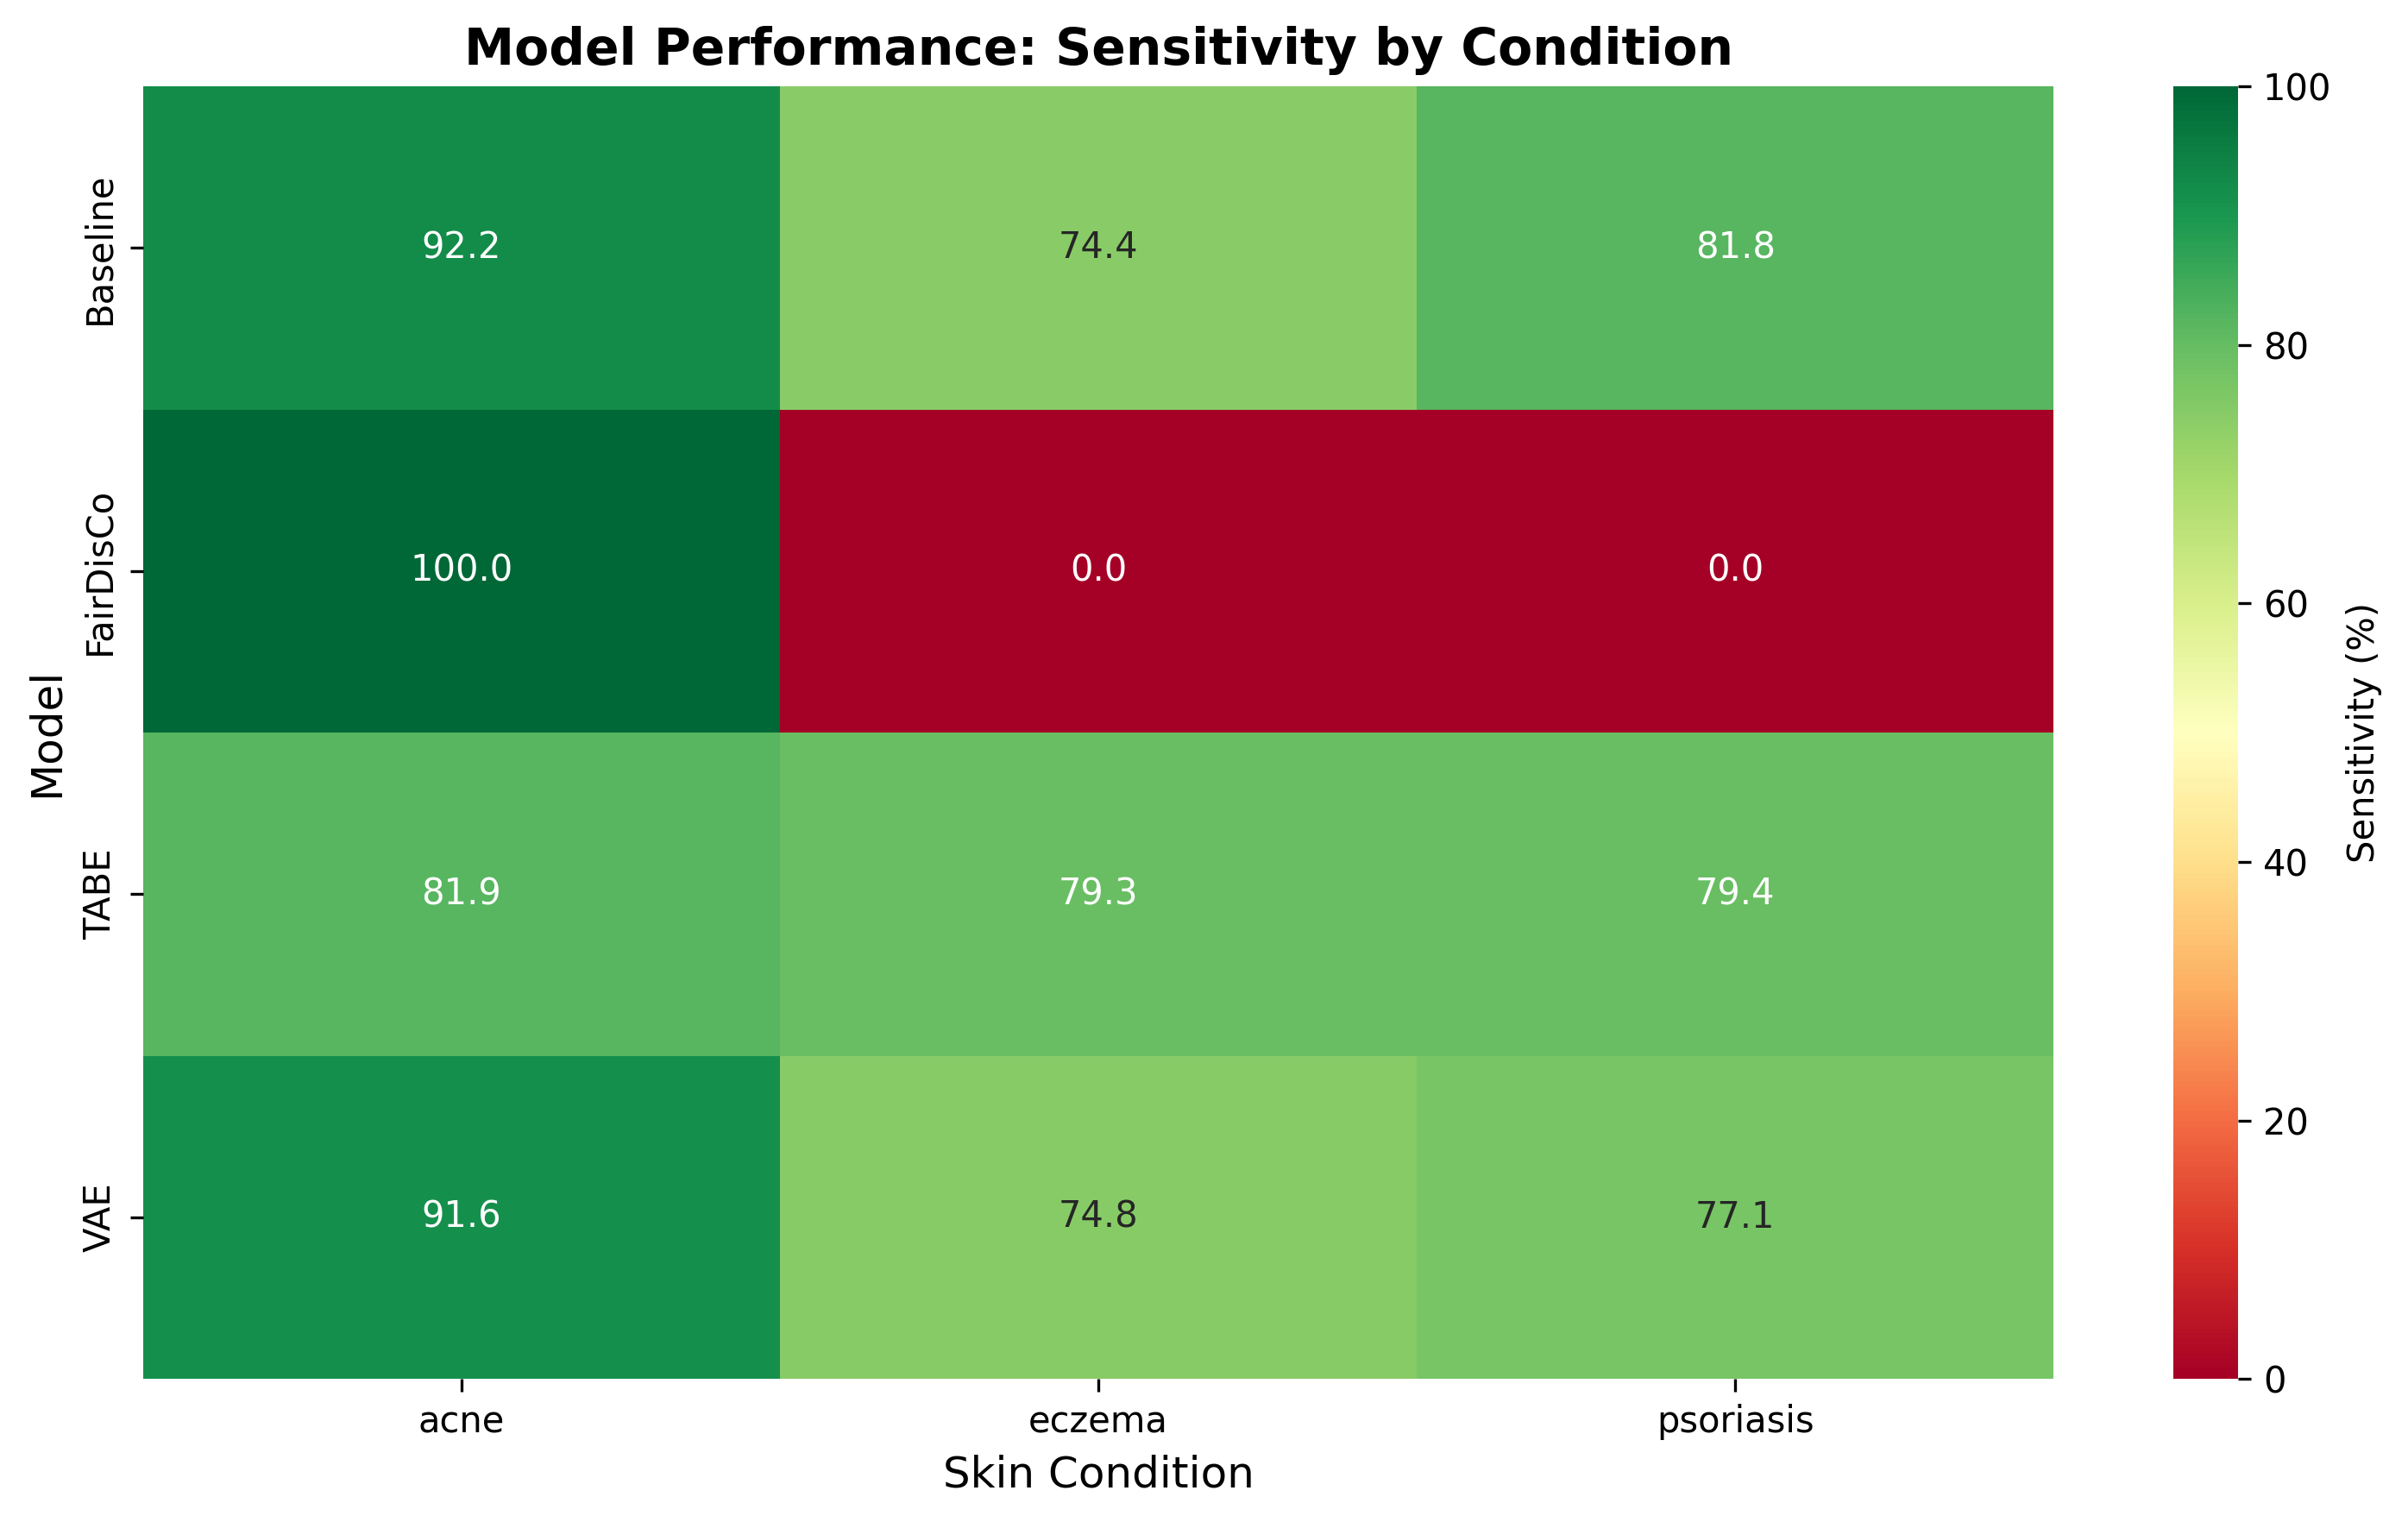 Model Performance: Sensitivity by Condition
Model
Baseline
92.2 74.4 81.8
FairDisCo
100.0 0.0 0.0
TABE
81.9 79.3 79.4
VAE
91.6 74.8 77.1
acne eczema psoriasis
Skin Condition
100
80
60
40
20
0
Sensitivity (%)